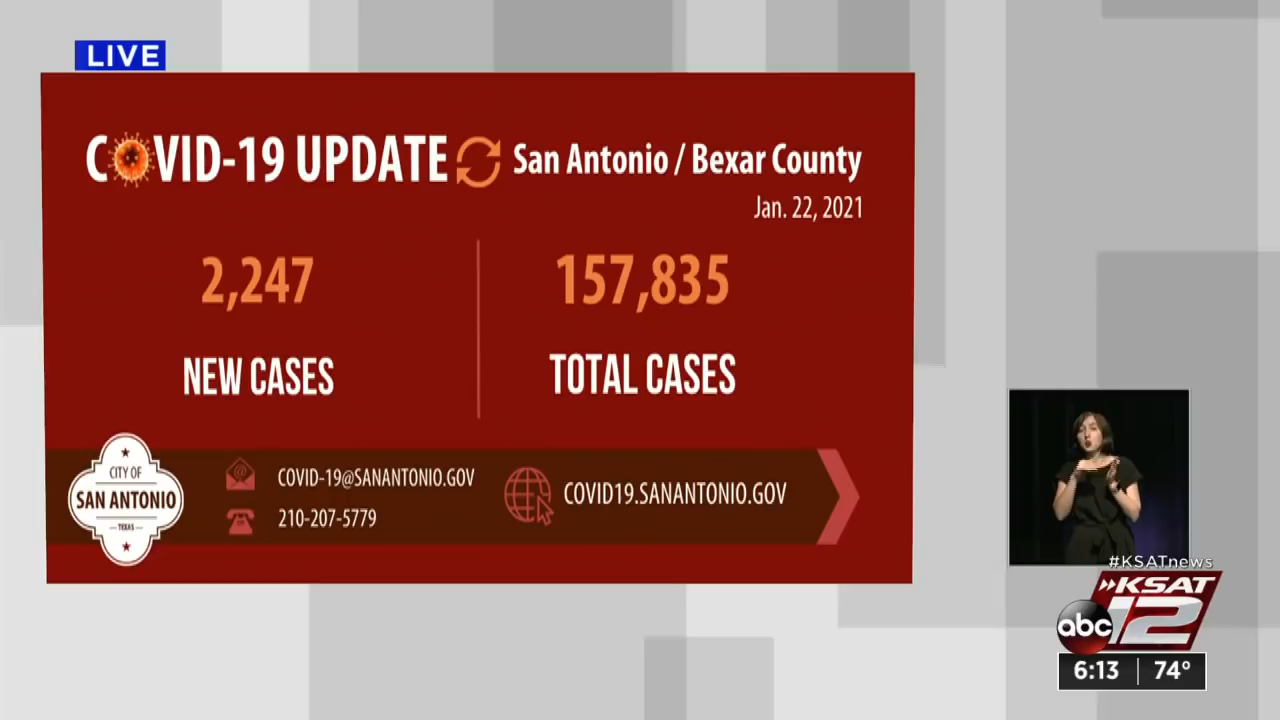 LIVE
COVID-19 UPDATE
San Antonio / Bexar County
Jan. 22, 2021
2,247
157,835
NEW CASES
TOTAL CASES
CITY OF
SAN ANTONIO
TEXAS
COVID-19@SANANTONIO.GOV
210-207-5779
COVID19.SANANTONIO.GOV
#KSATnews
KSAT
abc 12
6:13 74°